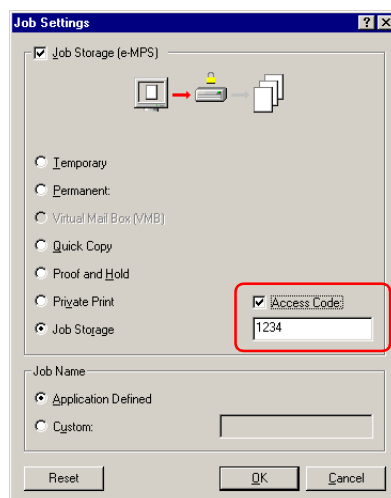 Job Settings
Job Storage (e-MPS)
Temporary
Permanent:
Virtual Mail Box (VMB)
Quick Copy
Proof and Hold
Private Print
Access Code:
Job Storage
1234
Job Name
Application Defined
Custom:
Reset
OK
Cancel